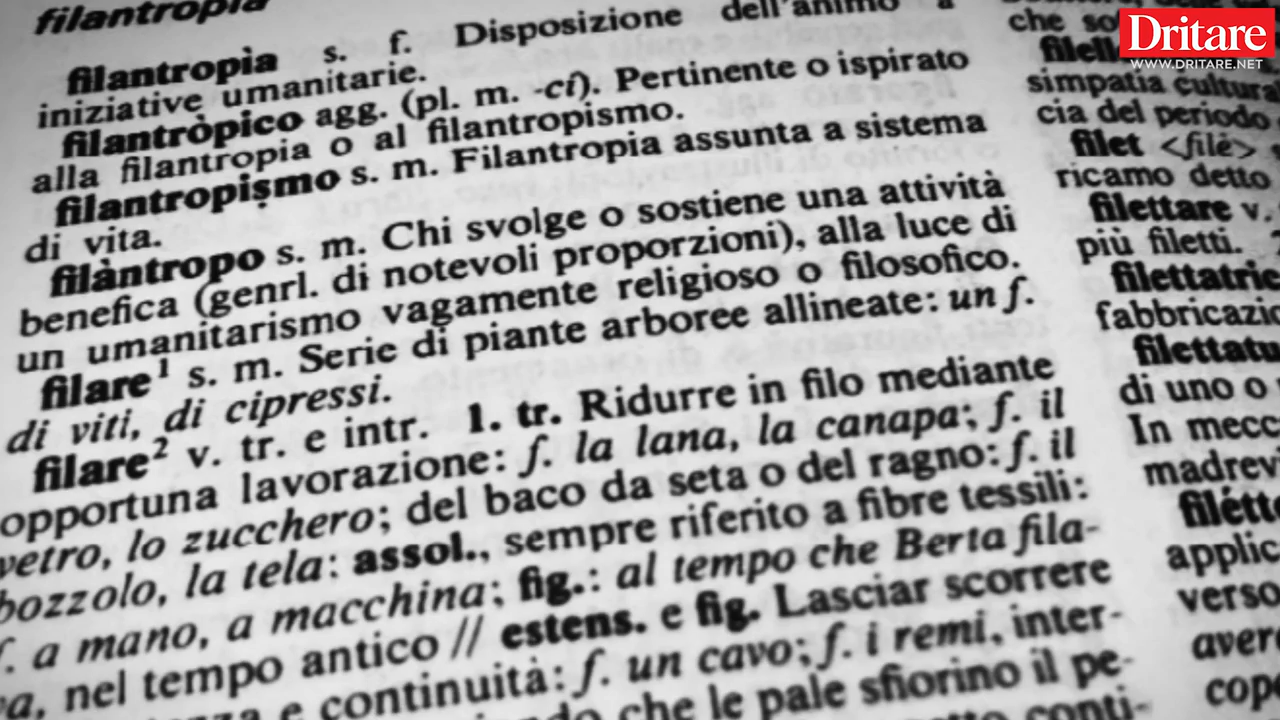 filantropia
filantropìa s. f. Disposizione dell'animo a
iniziative umanitarie.
filantròpico agg. (pl. m. -ci). Pertinente o ispirato
alla filantropia o al filantropismo.
filantropismo s. m. Filantropia assunta a sistema
di vita.
filàntropo s. m. Chi svolge o sostiene una attività
benefica (genrl. di notevoli proporzioni), alla luce di
un umanitarismo vagamente religioso o filosofico.
filare¹ s. m. Serie di piante arboree allineate: un f.
di viti, di cipressi.
filare² v. tr. e intr. 1. tr. Ridurre in filo mediante
opportuna lavorazione: f. la lana, la canapa; f. il
vetro, lo zucchero; del baco da seta o del ragno: f. il
bozzolo, la tela: assol., sempre riferito a fibre tessili:
f. a mano, a macchina; fig.: al tempo che Berta fila-
va, nel tempo antico // estens. e fig. Lasciar scorrere
e continuità: f. un cavo; f. i remi, inter-
che le pale sfiorino il pe-
conti-
che
simpatia cultural
cia del periodo
filet <filè>
ricamo detto
filettare v.
più filetti.
filettatric
fabbricazio
filettatu
di uno o
In mecc
madrevi
filétto
applic
verso
aver
cope
Dritare
WWW.DRITARE.NET